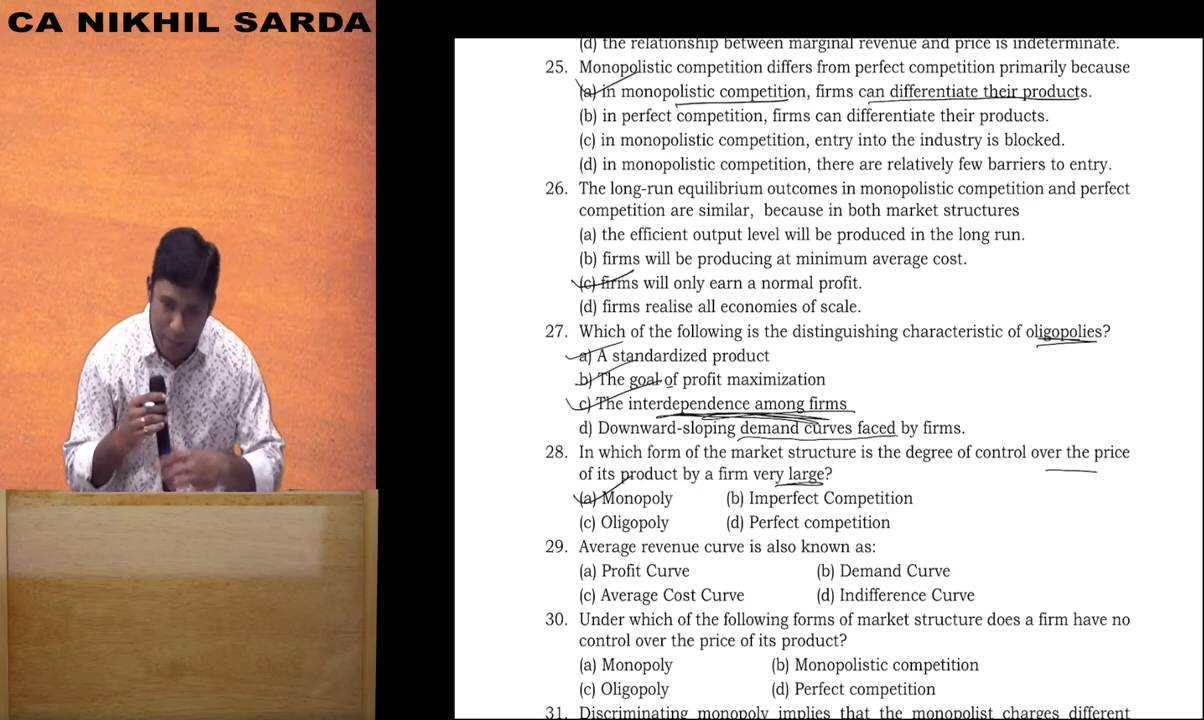 CA NIKHIL SARDA
(d) the relationship between marginal revenue and price is indeterminate.
25. Monopolistic competition differs from perfect competition primarily because
(a) in monopolistic competition, firms can differentiate their products.
(b) in perfect competition, firms can differentiate their products.
(c) in monopolistic competition, entry into the industry is blocked.
(d) in monopolistic competition, there are relatively few barriers to entry.
26. The long-run equilibrium outcomes in monopolistic competition and perfect
competition are similar, because in both market structures
(a) the efficient output level will be produced in the long run.
(b) firms will be producing at minimum average cost.
(c) firms will only earn a normal profit.
(d) firms realise all economies of scale.
27. Which of the following is the distinguishing characteristic of oligopolies?
a) A standardized product
b) The goal of profit maximization
c) The interdependence among firms
d) Downward-sloping demand curves faced by firms.
28. In which form of the market structure is the degree of control over the price
of its product by a firm very large?
(a) Monopoly (b) Imperfect Competition
(c) Oligopoly (d) Perfect competition
29. Average revenue curve is also known as:
(a) Profit Curve (b) Demand Curve
(c) Average Cost Curve (d) Indifference Curve
30. Under which of the following forms of market structure does a firm have no
control over the price of its product?
(a) Monopoly (b) Monopolistic competition
(c) Oligopoly (d) Perfect competition
31. Discriminating monopoly implies that the monopolist charges different